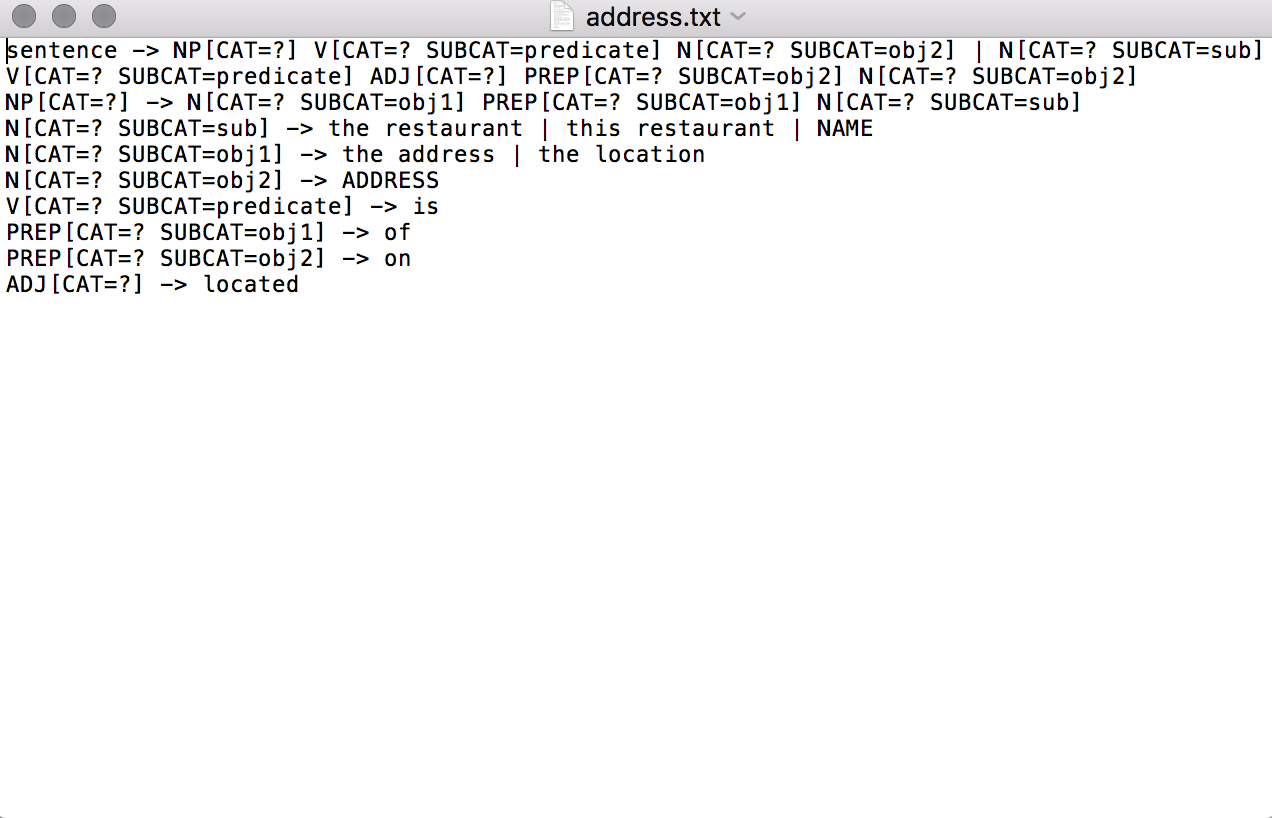 address.txt
sentence -> NP[CAT=?] V[CAT=? SUBCAT=predicate] N[CAT=? SUBCAT=obj2] | N[CAT=? SUBCAT=sub]
V[CAT=? SUBCAT=predicate] ADJ[CAT=?] PREP[CAT=? SUBCAT=obj2] N[CAT=? SUBCAT=obj2]
NP[CAT=?] -> N[CAT=? SUBCAT=obj1] PREP[CAT=? SUBCAT=obj1] N[CAT=? SUBCAT=sub]
N[CAT=? SUBCAT=sub] -> the restaurant | this restaurant | NAME
N[CAT=? SUBCAT=obj1] -> the address | the location
N[CAT=? SUBCAT=obj2] -> ADDRESS
V[CAT=? SUBCAT=predicate] -> is
PREP[CAT=? SUBCAT=obj1] -> of
PREP[CAT=? SUBCAT=obj2] -> on
ADJ[CAT=?] -> located